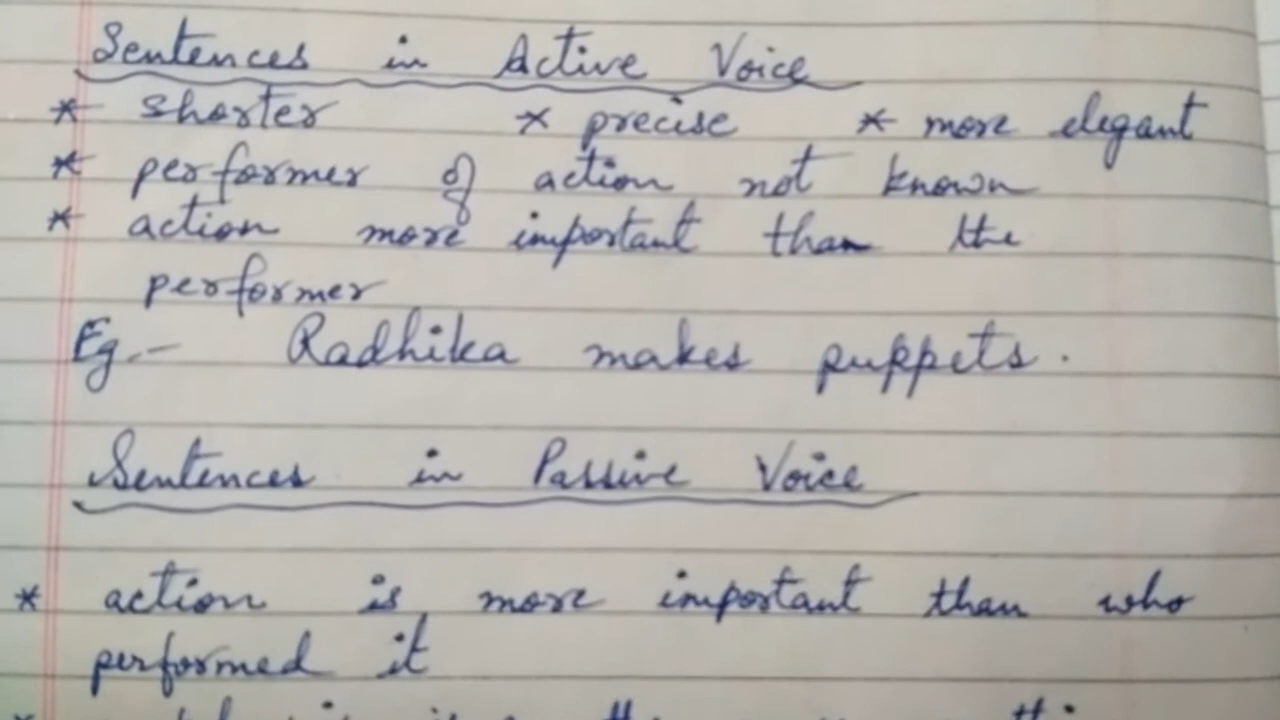 Sentences in Active Voice
* shorter * precise * more elegant
* performer of action not known
* action more important than the
performer
Eg.- Radhika makes puppets.
Sentences in Passive Voice
* action is more important than who
performed it